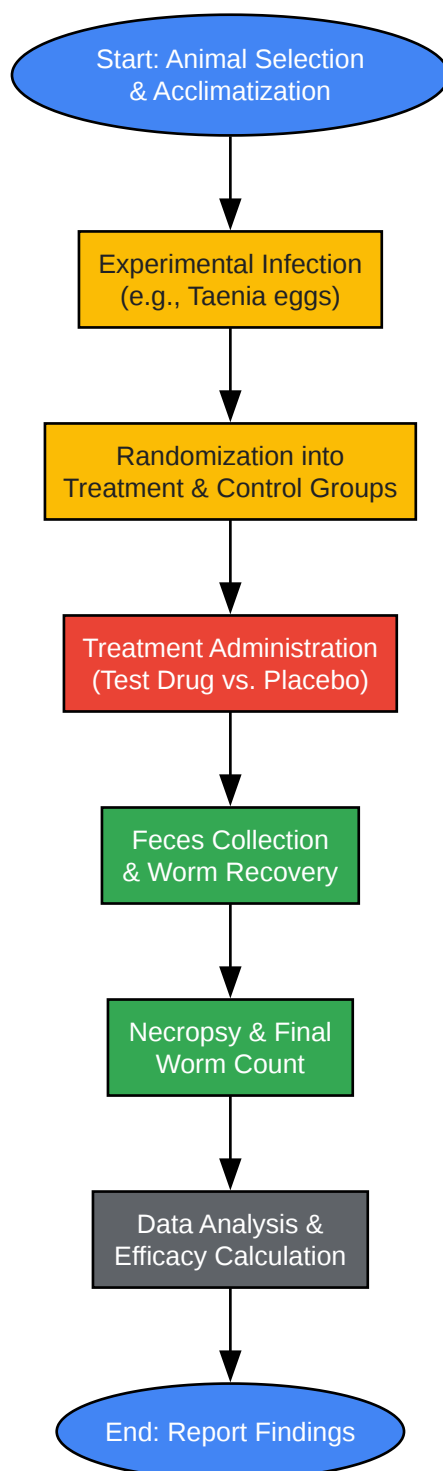 Start: Animal Selection
& Acclimatization
Experimental Infection
(e.g., Taenia eggs)
Randomization into
Treatment & Control Groups
Treatment Administration
(Test Drug vs. Placebo)
Feces Collection
& Worm Recovery
Necropsy & Final
Worm Count
Data Analysis &
Efficacy Calculation
End: Report Findings